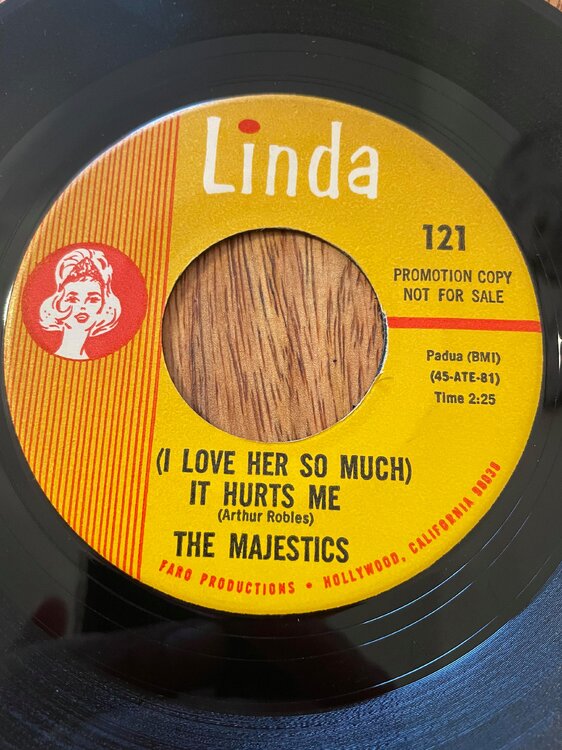 Linda
121
PROMOTION COPY
NOT FOR SALE
Padua (BMI)
(45-ATE-81)
Time 2:25
(I LOVE HER SO MUCH)
IT HURTS ME
(Arthur Robles)
THE MAJESTICS
FARO PRODUCTIONS • HOLLYWOOD, CALIFORNIA 90038